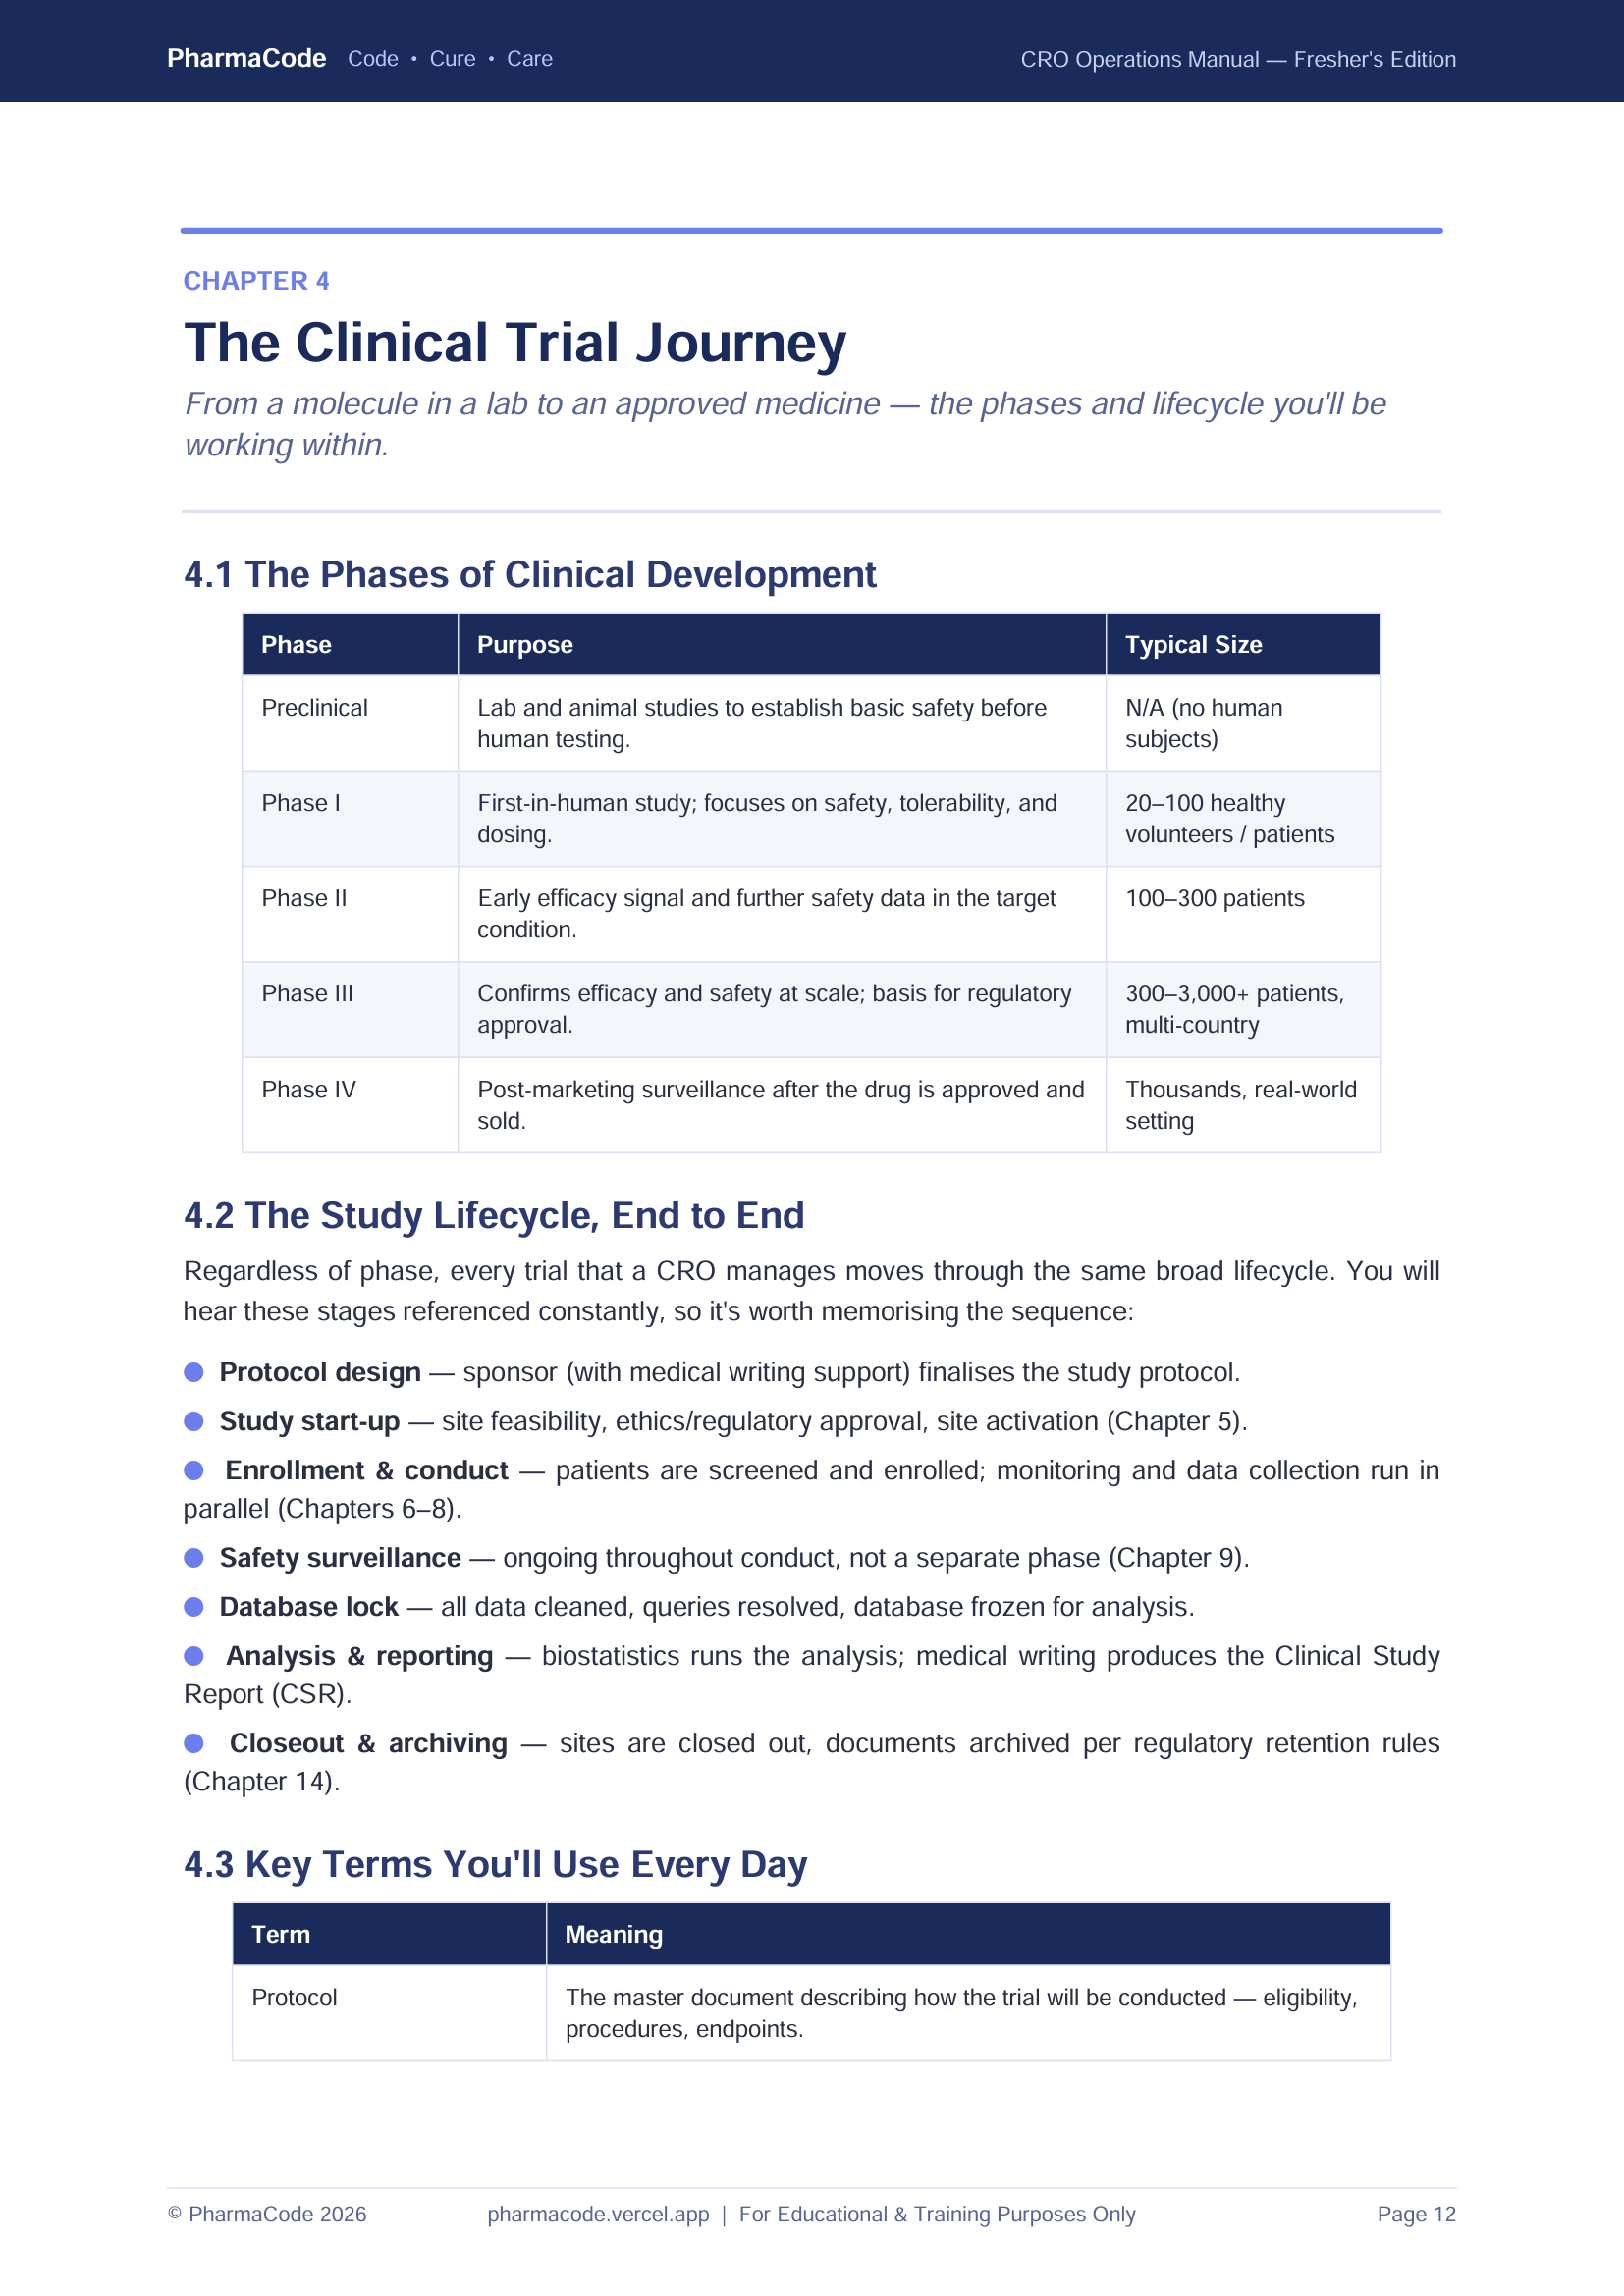 PharmaCode Code • Cure • Care
CRO Operations Manual — Fresher's Edition
CHAPTER 4
The Clinical Trial Journey
From a molecule in a lab to an approved medicine — the phases and lifecycle you'll be
working within.
4.1 The Phases of Clinical Development
Phase Purpose Typical Size
Preclinical Lab and animal studies to establish basic safety before N/A (no human
human testing. subjects)
Phase I First-in-human study; focuses on safety, tolerability, and 20–100 healthy
dosing. volunteers / patients
Phase II Early efficacy signal and further safety data in the target 100–300 patients
condition.
Phase III Confirms efficacy and safety at scale; basis for regulatory 300–3,000+ patients,
approval. multi-country
Phase IV Post-marketing surveillance after the drug is approved and Thousands, real-world
sold. setting
4.2 The Study Lifecycle, End to End
Regardless of phase, every trial that a CRO manages moves through the same broad lifecycle. You will
hear these stages referenced constantly, so it's worth memorising the sequence:
● Protocol design — sponsor (with medical writing support) finalises the study protocol.
● Study start-up — site feasibility, ethics/regulatory approval, site activation (Chapter 5).
● Enrollment & conduct — patients are screened and enrolled; monitoring and data collection run in
parallel (Chapters 6–8).
● Safety surveillance — ongoing throughout conduct, not a separate phase (Chapter 9).
● Database lock — all data cleaned, queries resolved, database frozen for analysis.
● Analysis & reporting — biostatistics runs the analysis; medical writing produces the Clinical Study
Report (CSR).
● Closeout & archiving — sites are closed out, documents archived per regulatory retention rules
(Chapter 14).
4.3 Key Terms You'll Use Every Day
Term Meaning
Protocol The master document describing how the trial will be conducted — eligibility,
procedures, endpoints.
© PharmaCode 2026 pharmacode.vercel.app | For Educational & Training Purposes Only Page 12